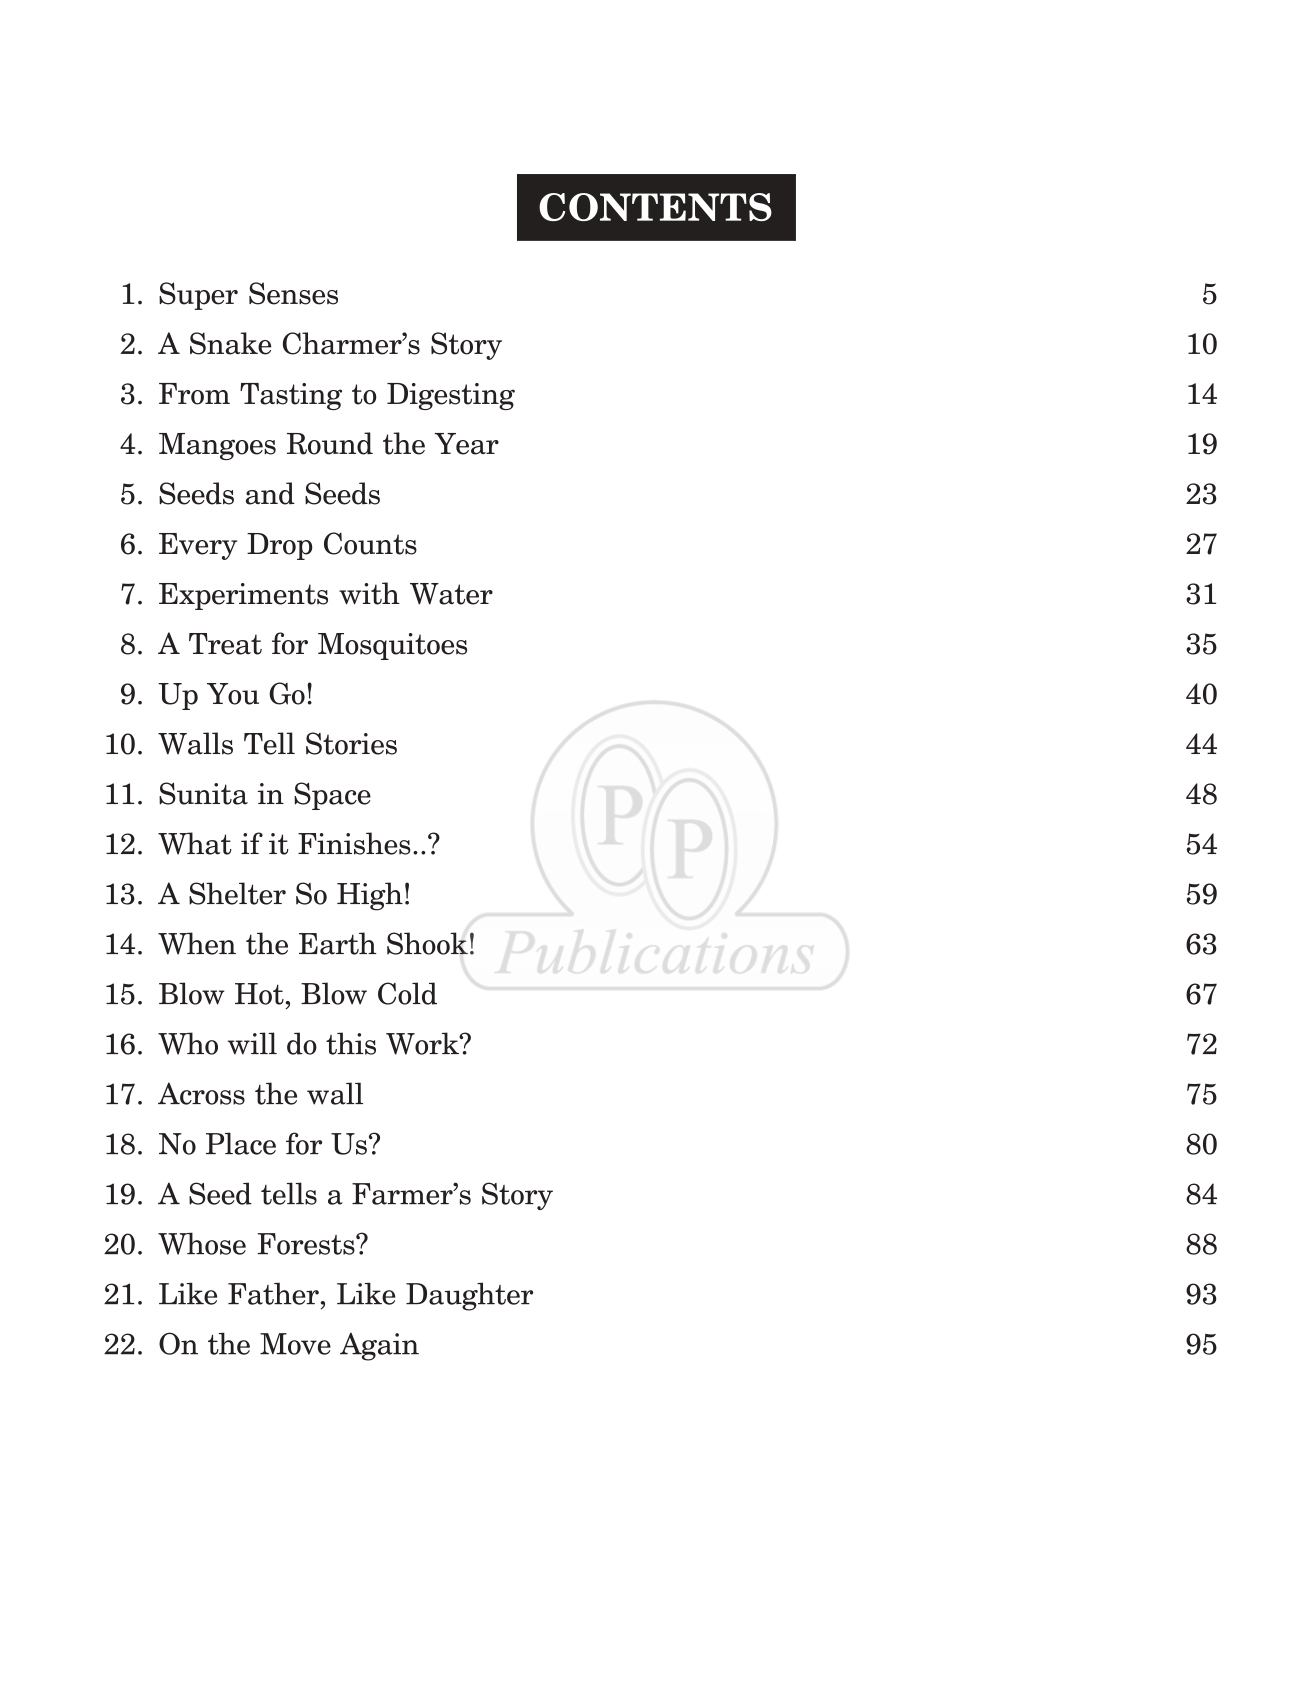 CONTENTS
1. Super Senses 5
2. A Snake Charmer’s Story 10
3. From Tasting to Digesting 14
4. Mangoes Round the Year 19
5. Seeds and Seeds 23
6. Every Drop Counts 27
7. Experiments with Water 31
8. A Treat for Mosquitoes 35
9. Up You Go! 40
10. Walls Tell Stories 44
11. Sunita in Space 48
12. What if it Finishes..? 54
13. A Shelter So High! 59
14. When the Earth Shook! 63
15. Blow Hot, Blow Cold 67
16. Who will do this Work? 72
17. Across the wall 75
18. No Place for Us? 80
19. A Seed tells a Farmer’s Story 84
20. Whose Forests? 88
21. Like Father, Like Daughter 93
22. On the Move Again 95
PP
Publications